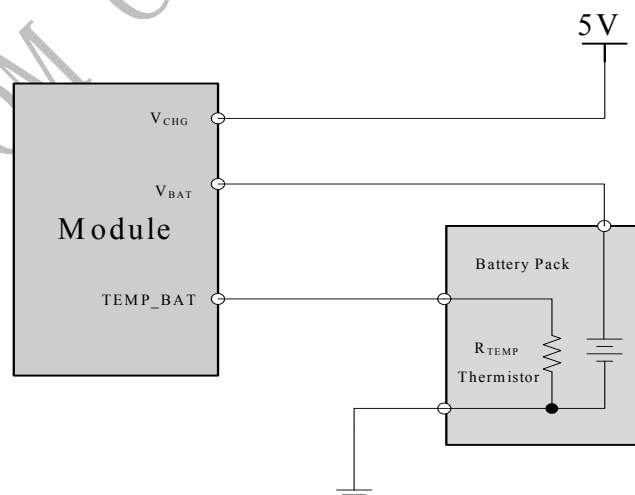 5V
VCHG
VBAT
Module
Battery Pack
TEMP_BAT
RTEMP
Thermistor